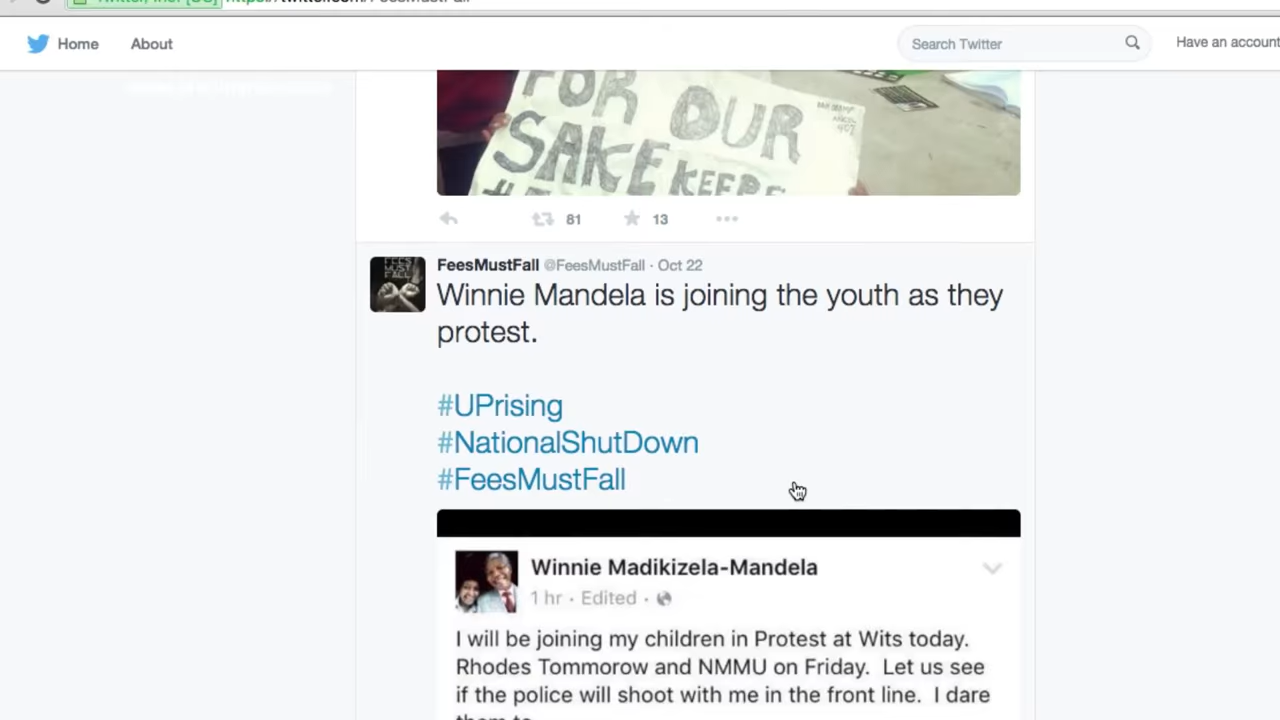 Home About Search Twitter Have an account
FOR OUR
SAKE KEEPS
81 13
FeesMustFall @FeesMustFall · Oct 22
Winnie Mandela is joining the youth as they
protest.
#UPrising
#NationalShutDown
#FeesMustFall
Winnie Madikizela-Mandela
1 hr · Edited ·
I will be joining my children in Protest at Wits today.
Rhodes Tommorow and NMMU on Friday. Let us see
if the police will shoot with me in the front line. I dare